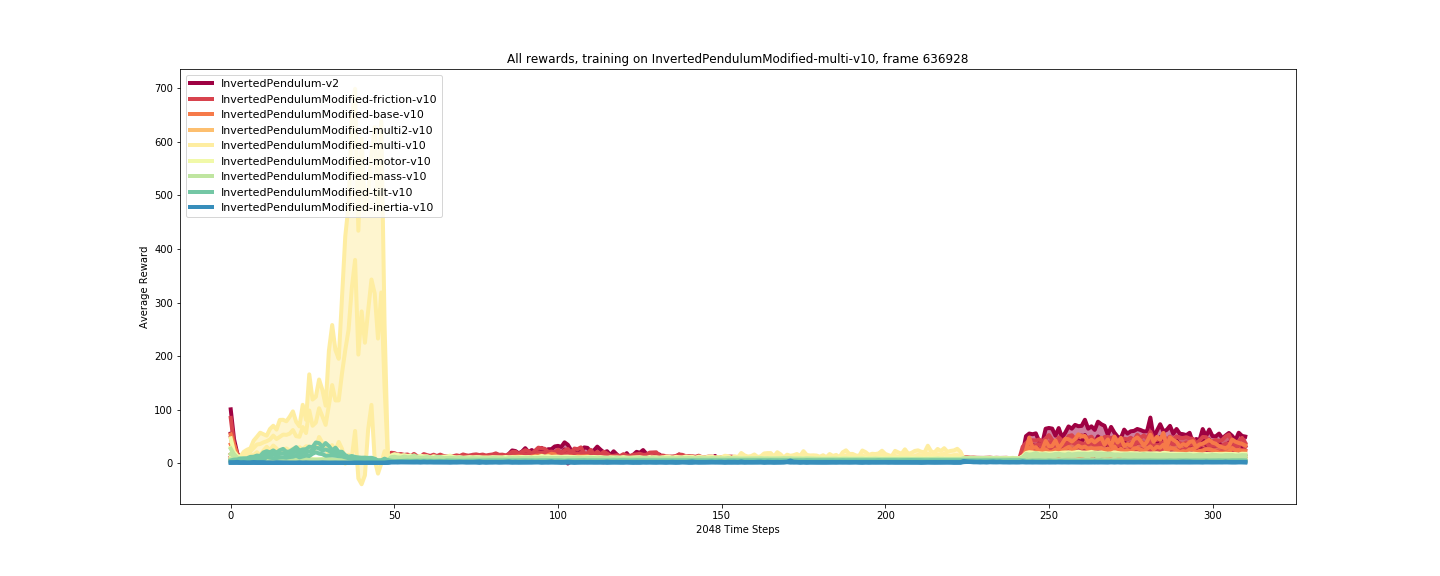 All rewards, training on InvertedPendulumModified-multi-v10, frame 636928
InvertedPendulum-v2
InvertedPendulumModified-friction-v10
InvertedPendulumModified-base-v10
InvertedPendulumModified-multi2-v10
InvertedPendulumModified-multi-v10
InvertedPendulumModified-motor-v10
InvertedPendulumModified-mass-v10
InvertedPendulumModified-tilt-v10
InvertedPendulumModified-inertia-v10
Average Reward
700
600
500
400
300
200
100
0
0 50 100 150 200 250 300
2048 Time Steps